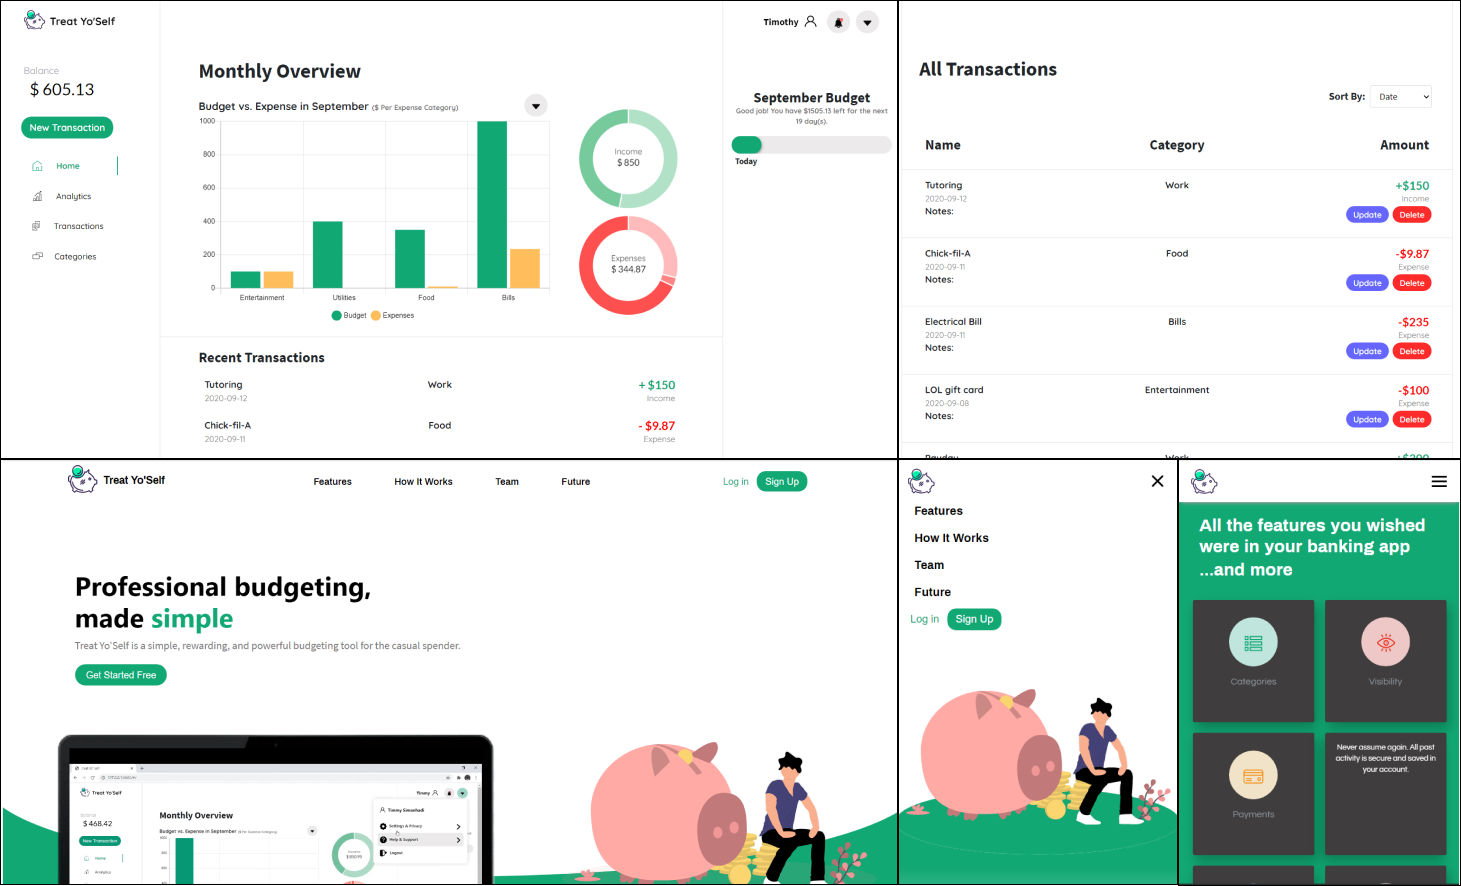 Treat Yo'Self
Balance
$ 605.13
New Transaction
Home
Analytics
Transactions
Categories
Monthly Overview
Budget vs. Expense in September ($ Per Expense Category)
1000
800
600
400
200
0
Entertainment Utilities Food Bills
Budget Expenses
Income
$ 850
Expenses
$ 344.87
Recent Transactions
Tutoring Work + $150
2020-09-12 Income
Chick-fil-A Food - $9.87
2020-09-11 Expense
Timothy
September Budget
Good job! You have $1505.13 left for the next
19 day(s).
Today
All Transactions
Sort By: Date
Name Category Amount
Tutoring Work +$150
2020-09-12 Income
Notes: Update Delete
Chick-fil-A Food -$9.87
2020-09-11 Expense
Notes: Update Delete
Electrical Bill Bills -$235
2020-09-11 Expense
Notes: Update Delete
LOL gift card Entertainment -$100
2020-09-08 Expense
Notes: Update Delete
Payday Work +$200
Treat Yo'Self
Features How It Works Team Future
Log in Sign Up
Professional budgeting,
made simple
Treat Yo'Self is a simple, rewarding, and powerful budgeting tool for the casual spender.
Get Started Free
Treat Yo'Self
Balance
$ 468.42
New Transaction
Home
Analytics
Monthly Overview
Budget vs. Expense in September ($ Per Expense Category)
Timmy
Settings & Privacy
Help & Support
Logout
Features
How It Works
Team
Future
Log in Sign Up
All the features you wished
were in your banking app
...and more
Categories
Visibility
Payments
Never assume again. All past
activity is secure and saved in
your account.